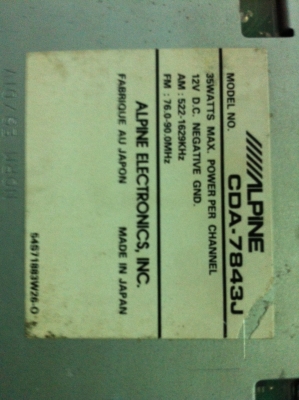 ALPINE
MODEL NO. CDA-7843J
35WATTS MAX. POWER PER CHANNEL
12V D.C. NEGATIVE GND.
AM : 522-1629KHz
FM : 76.0-90.0MHz
ALPINE ELECTRONICS, INC.
FABRIQUE AU JAPON MADE IN JAPAN
54571883W26-O